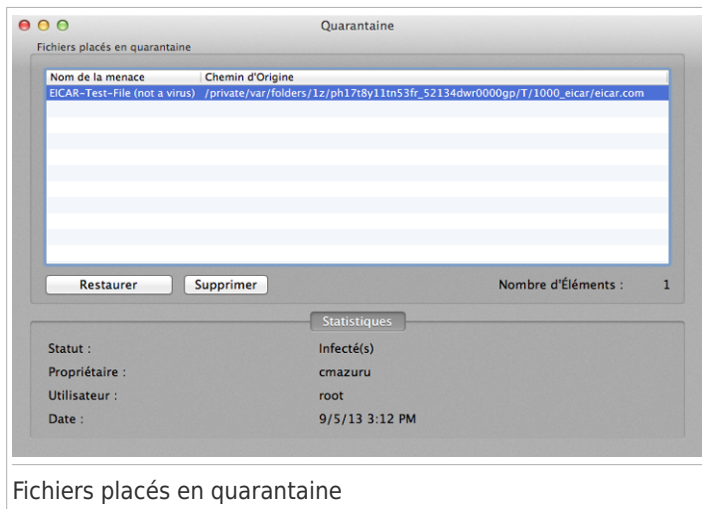 Quarantaine
Fichiers placés en quarantaine
Nom de la menace Chemin d'Origine
EICAR-Test-File (not a virus) /private/var/folders/1z/ph17t8y11tn53fr_52134dwr0000gp/T/1000_eicar/eicar.com
Restaurer Supprimer Nombre d'Éléments : 1
Statistiques
Statut : Infecté(s)
Propriétaire : cmazuru
Utilisateur : root
Date : 9/5/13 3:12 PM
Fichiers placés en quarantaine